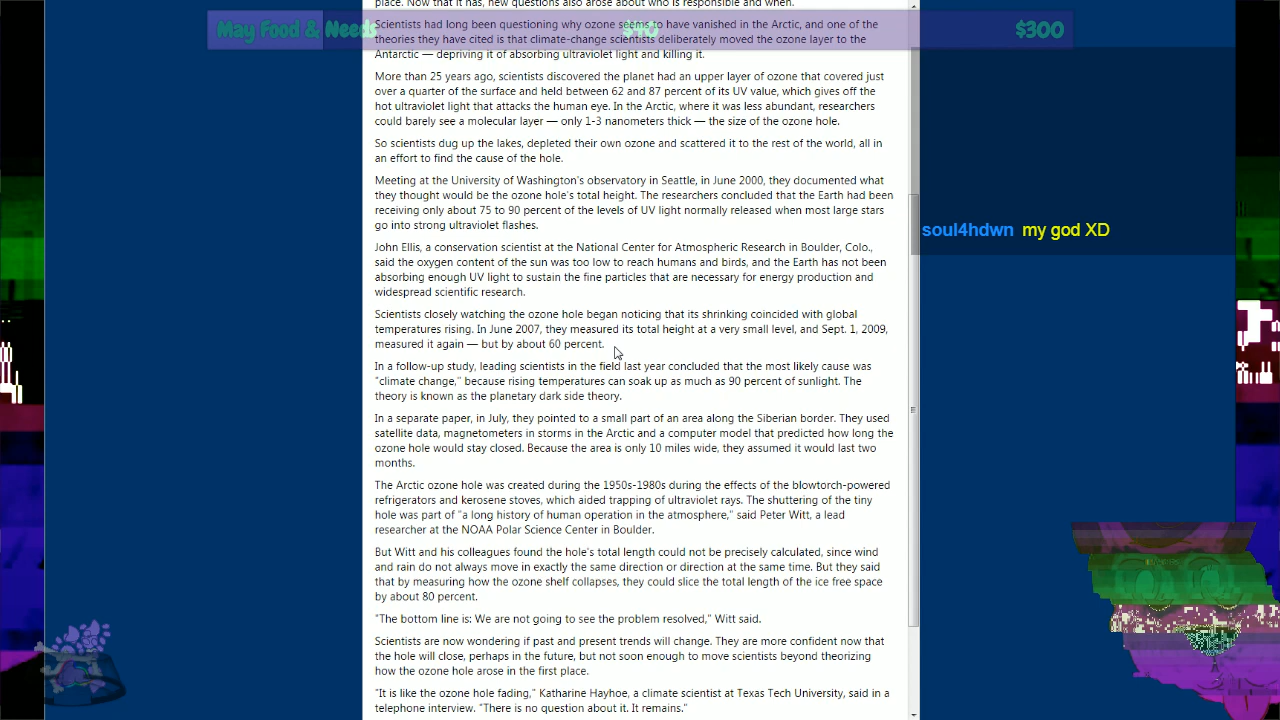 place. Now that it has, new questions also arose about who is responsible and when.
May Food & Needs
$40
$300
Scientists had long been questioning why ozone seems to have vanished in the Arctic, and one of the
theories they have cited is that climate-change scientists deliberately moved the ozone layer to the
Antarctic — depriving it of absorbing ultraviolet light and killing it.
More than 25 years ago, scientists discovered the planet had an upper layer of ozone that covered just
over a quarter of the surface and held between 62 and 87 percent of its UV value, which gives off the
hot ultraviolet light that attacks the human eye. In the Arctic, where it was less abundant, researchers
could barely see a molecular layer — only 1-3 nanometers thick — the size of the ozone hole.
So scientists dug up the lakes, depleted their own ozone and scattered it to the rest of the world, all in
an effort to find the cause of the hole.
Meeting at the University of Washington's observatory in Seattle, in June 2000, they documented what
they thought would be the ozone hole's total height. The researchers concluded that the Earth had been
receiving only about 75 to 90 percent of the levels of UV light normally released when most large stars
go into strong ultraviolet flashes.
soul4hdwn my god XD
John Ellis, a conservation scientist at the National Center for Atmospheric Research in Boulder, Colo.,
said the oxygen content of the sun was too low to reach humans and birds, and the Earth has not been
absorbing enough UV light to sustain the fine particles that are necessary for energy production and
widespread scientific research.
Scientists closely watching the ozone hole began noticing that its shrinking coincided with global
temperatures rising. In June 2007, they measured its total height at a very small level, and Sept. 1, 2009,
measured it again — but by about 60 percent.
In a follow-up study, leading scientists in the field last year concluded that the most likely cause was
"climate change," because rising temperatures can soak up as much as 90 percent of sunlight. The
theory is known as the planetary dark side theory.
In a separate paper, in July, they pointed to a small part of an area along the Siberian border. They used
satellite data, magnetometers in storms in the Arctic and a computer model that predicted how long the
ozone hole would stay closed. Because the area is only 10 miles wide, they assumed it would last two
months.
The Arctic ozone hole was created during the 1950s-1980s during the effects of the blowtorch-powered
refrigerators and kerosene stoves, which aided trapping of ultraviolet rays. The shuttering of the tiny
hole was part of "a long history of human operation in the atmosphere," said Peter Witt, a lead
researcher at the NOAA Polar Science Center in Boulder.
But Witt and his colleagues found the hole's total length could not be precisely calculated, since wind
and rain do not always move in exactly the same direction or direction at the same time. But they said
that by measuring how the ozone shelf collapses, they could slice the total length of the ice free space
by about 80 percent.
"The bottom line is: We are not going to see the problem resolved," Witt said.
Scientists are now wondering if past and present trends will change. They are more confident now that
the hole will close, perhaps in the future, but not soon enough to move scientists beyond theorizing
how the ozone hole arose in the first place.
"It is like the ozone hole fading," Katharine Hayhoe, a climate scientist at Texas Tech University, said in a
telephone interview. "There is no question about it. It remains."